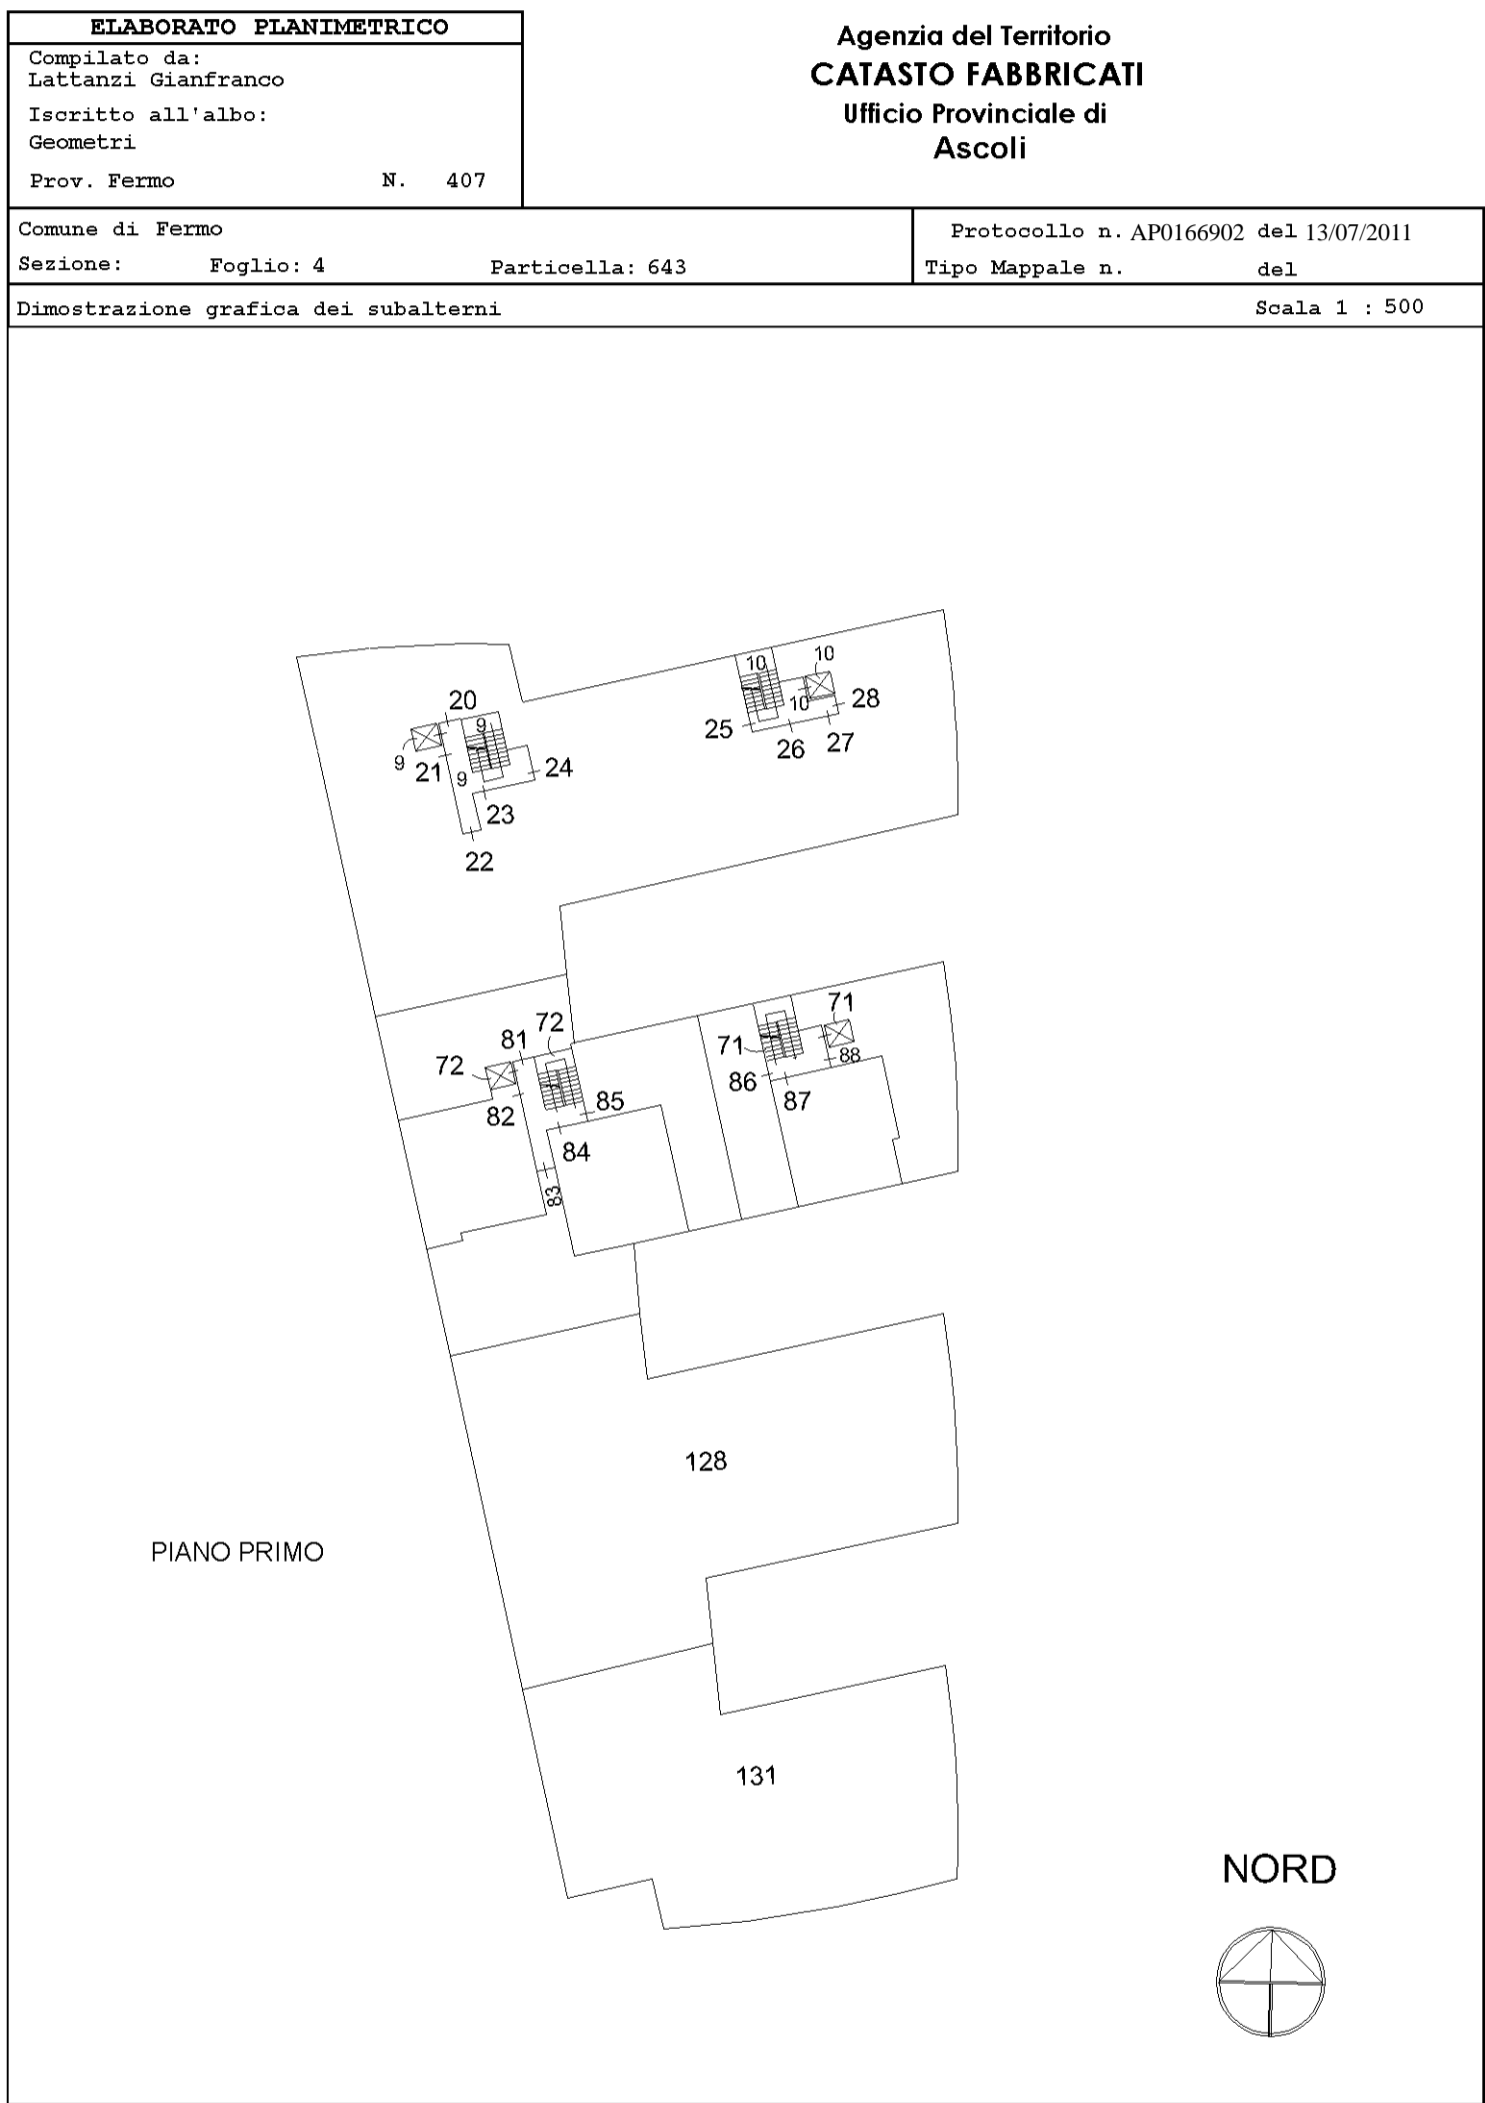 ELABORATO PLANIMETRICO
Compilato da:
Lattanzi Gianfranco
Iscritto all'albo:
Geometri
Prov. Fermo N. 407
Agenzia del Territorio
CATASTO FABBRICATI
Ufficio Provinciale di
Ascoli
Comune di Fermo
Sezione: Foglio: 4 Particella: 643
Protocollo n. AP0166902 del 13/07/2011
Tipo Mappale n. del
Dimostrazione grafica dei subalterni Scala 1 : 500
10
10
20
28
10
9
25
26
27
9
21
9
24
23
22
72
71
81
72
71
88
86
87
82
85
84
83
128
PIANO PRIMO
131
NORD